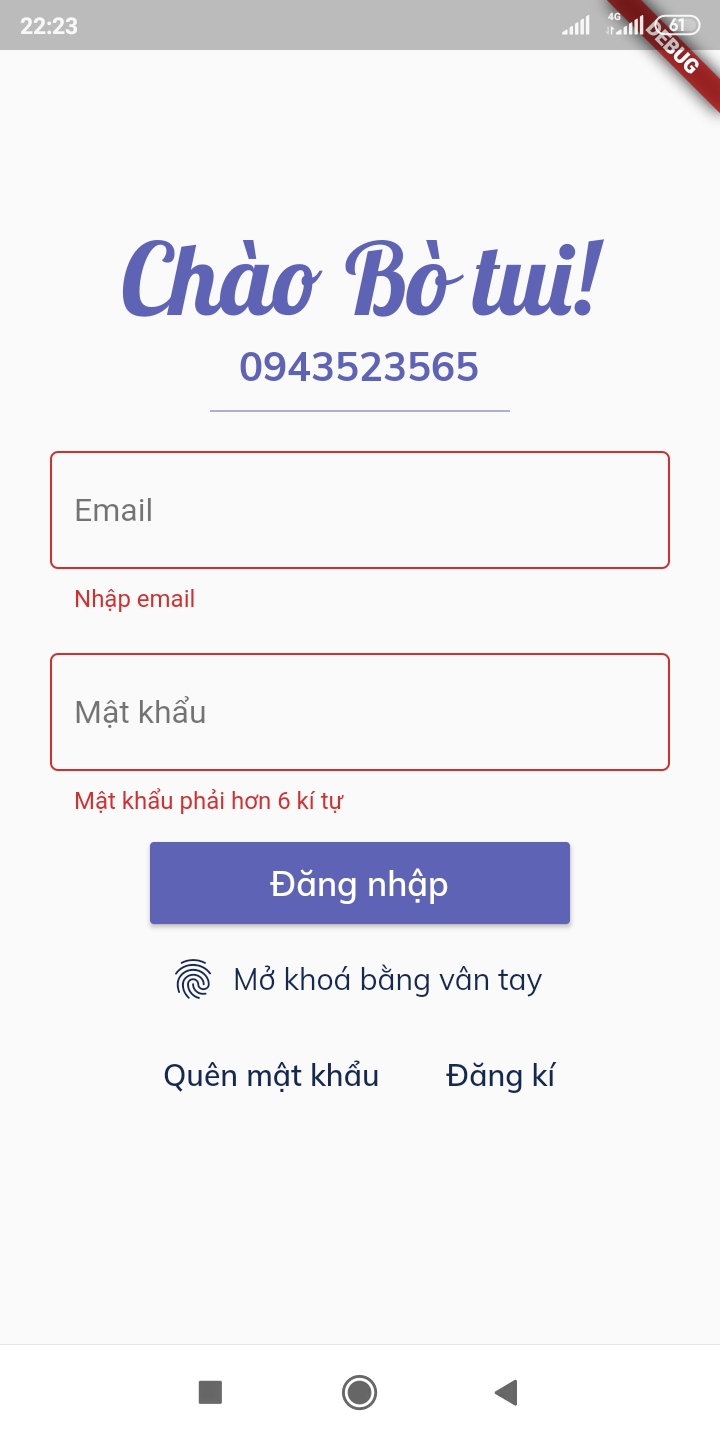 22:23
4G
61
DEBUG
Chào Bò tui!
0943523565
Email
Nhập email
Mật khẩu
Mật khẩu phải hơn 6 kí tự
Đăng nhập
Mở khoá bằng vân tay
Quên mật khẩu Đăng kí